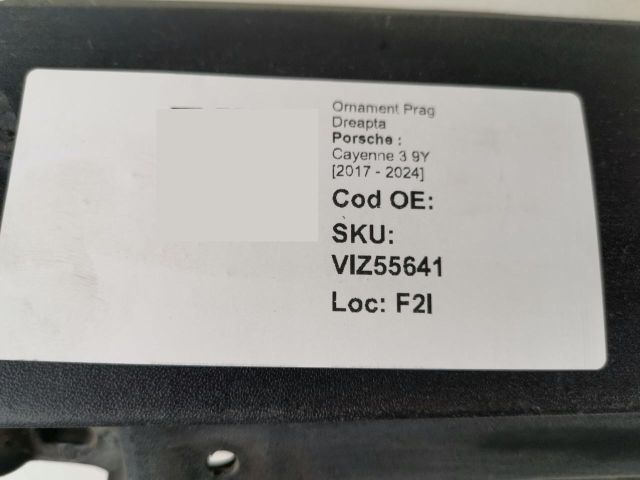 Ornament Prag
Dreapta
Porsche :
Cayenne 3 9Y
[2017 - 2024]
Cod OE:
SKU:
VIZ55641
Loc: F2I